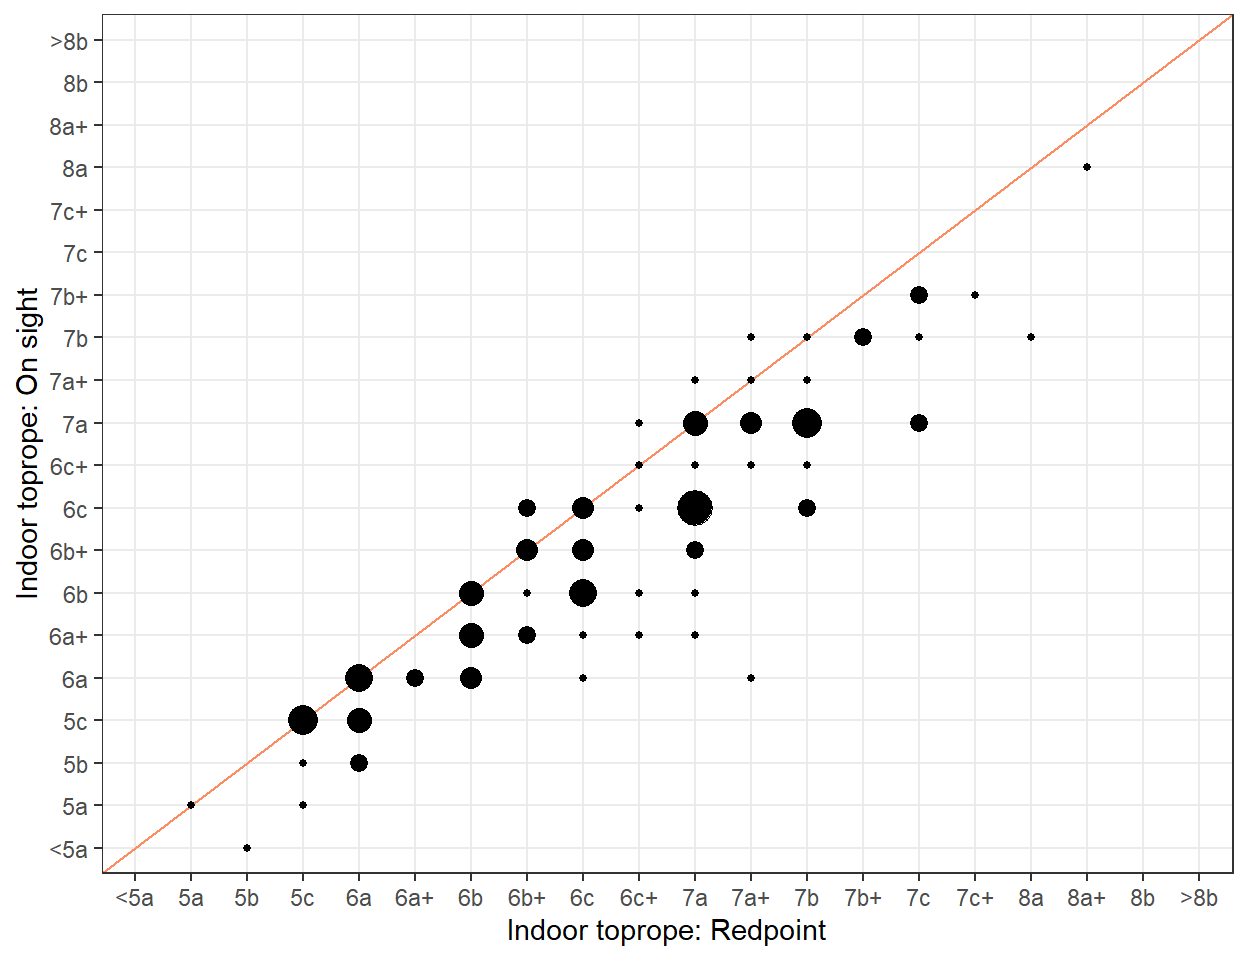 >8b
8b
8a+
8a
7c+
7c
7b+
7b
7a+
7a
6c+
6c
6b+
6b
6a+
6a
5c
5b
5a
<5a
Indoor toprope: On sight
<5a 5a 5b 5c 6a 6a+ 6b 6b+ 6c 6c+ 7a 7a+ 7b 7b+ 7c 7c+ 8a 8a+ 8b >8b
Indoor toprope: Redpoint